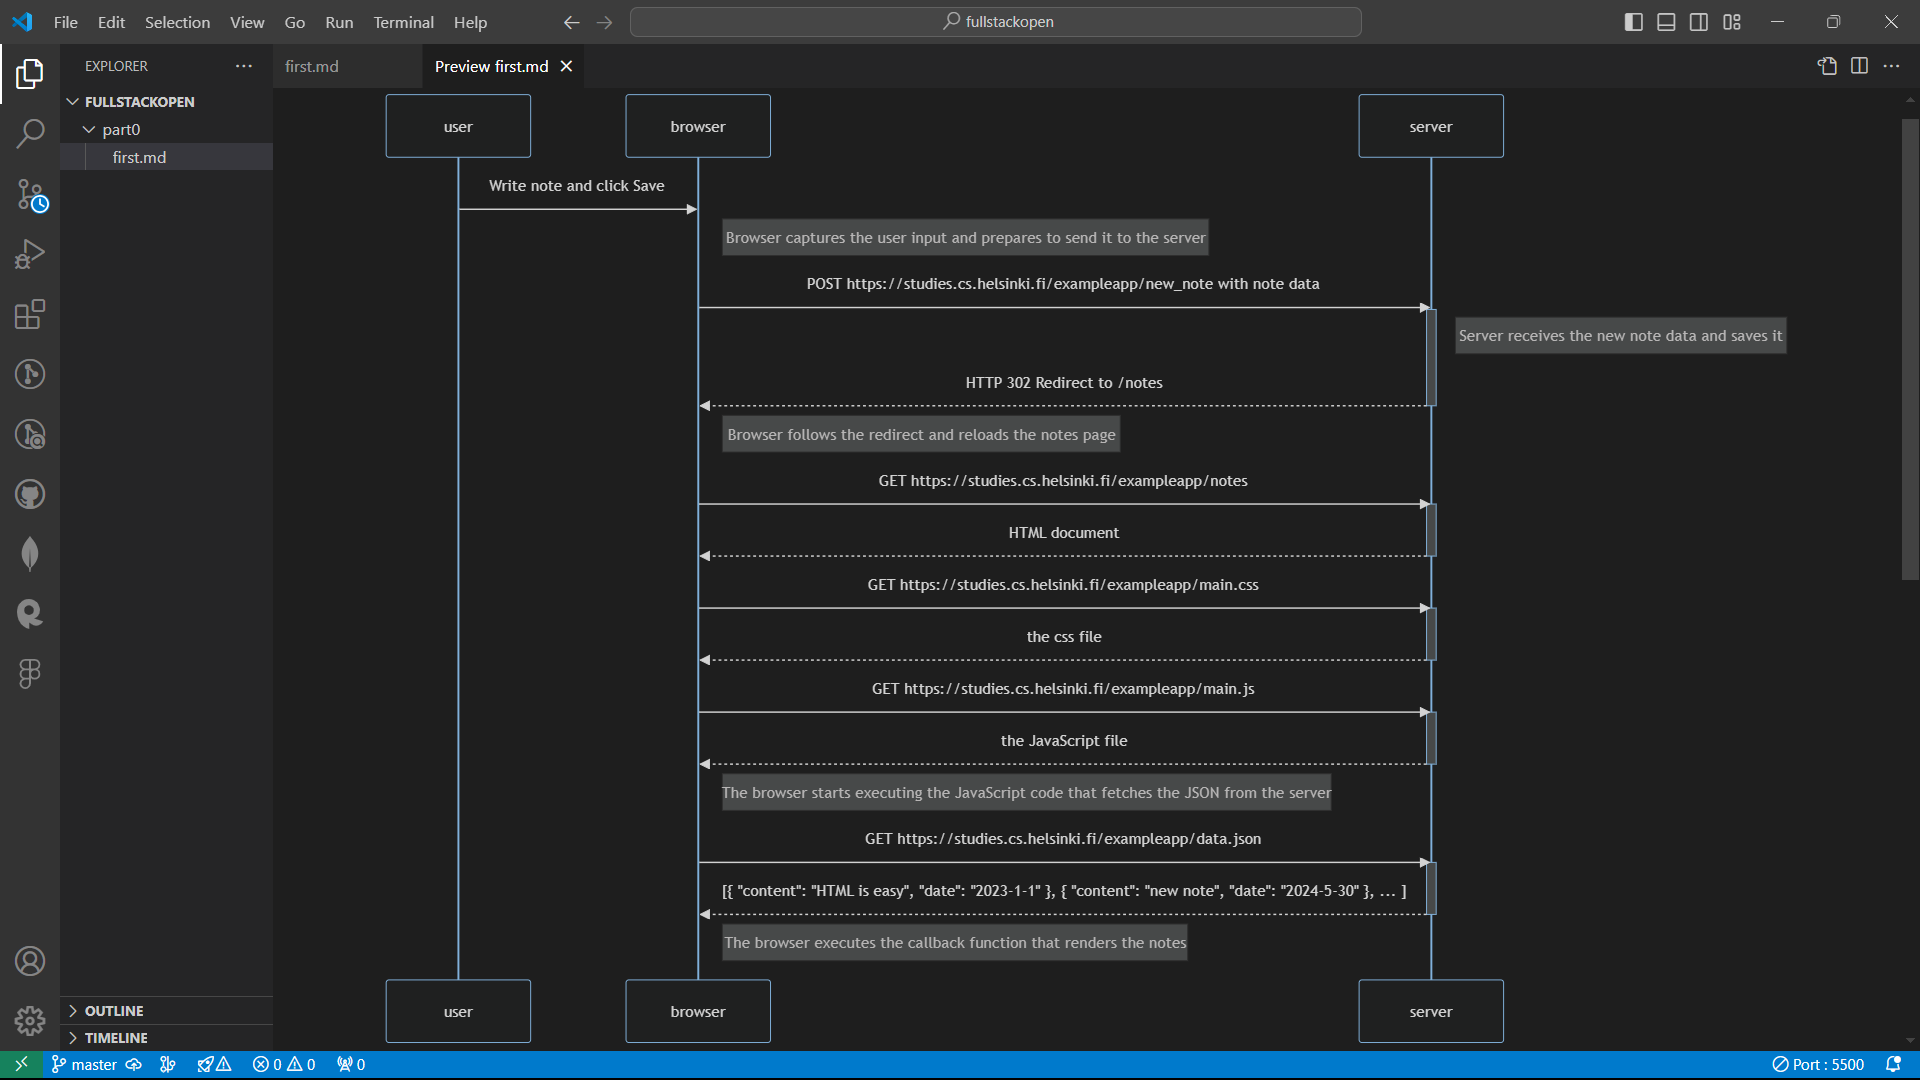 File Edit Selection View Go Run Terminal Help
fullstackopen
EXPLORER
first.md
Preview first.md
FULLSTACKOPEN
part0
first.md
user
browser
server
Write note and click Save
Browser captures the user input and prepares to send it to the server
POST https://studies.cs.helsinki.fi/exampleapp/new_note with note data
Server receives the new note data and saves it
HTTP 302 Redirect to /notes
Browser follows the redirect and reloads the notes page
GET https://studies.cs.helsinki.fi/exampleapp/notes
HTML document
GET https://studies.cs.helsinki.fi/exampleapp/main.css
the css file
GET https://studies.cs.helsinki.fi/exampleapp/main.js
the JavaScript file
The browser starts executing the JavaScript code that fetches the JSON from the server
GET https://studies.cs.helsinki.fi/exampleapp/data.json
[{ "content": "HTML is easy", "date": "2023-1-1" }, { "content": "new note", "date": "2024-5-30" }, ... ]
The browser executes the callback function that renders the notes
user
browser
server
OUTLINE
TIMELINE
master
0 0
0
Port : 5500